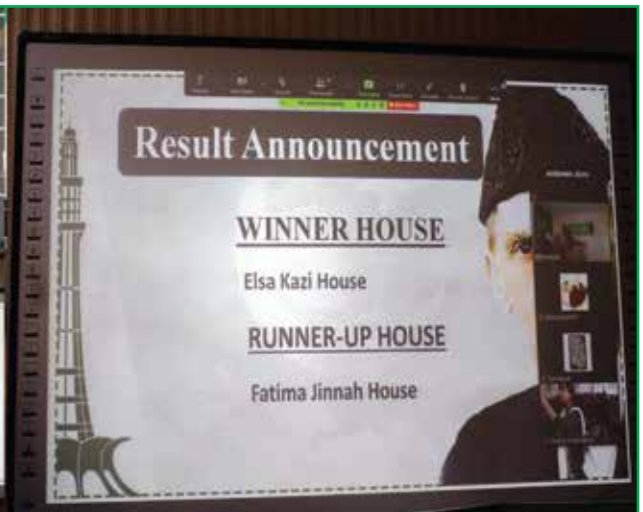 Result Announcement
WINNER HOUSE
Elsa Kazi House
RUNNER-UP HOUSE
Fatima Jinnah House